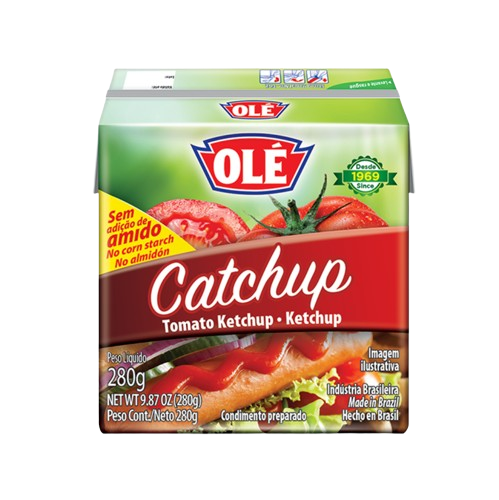 OLÉ
OLÉ
Desde
1969
Since
Sem
adição de
amido
No corn starch
No almidón
Catchup
Tomato Ketchup • Ketchup
Peso Líquido
280g
NET WT 9.87 OZ (280g)
Peso Cont./Neto 280g
Condimento preparado
Imagem
ilustrativa
Indústria Brasileira
Made in Brazil
Hecho en Brasil